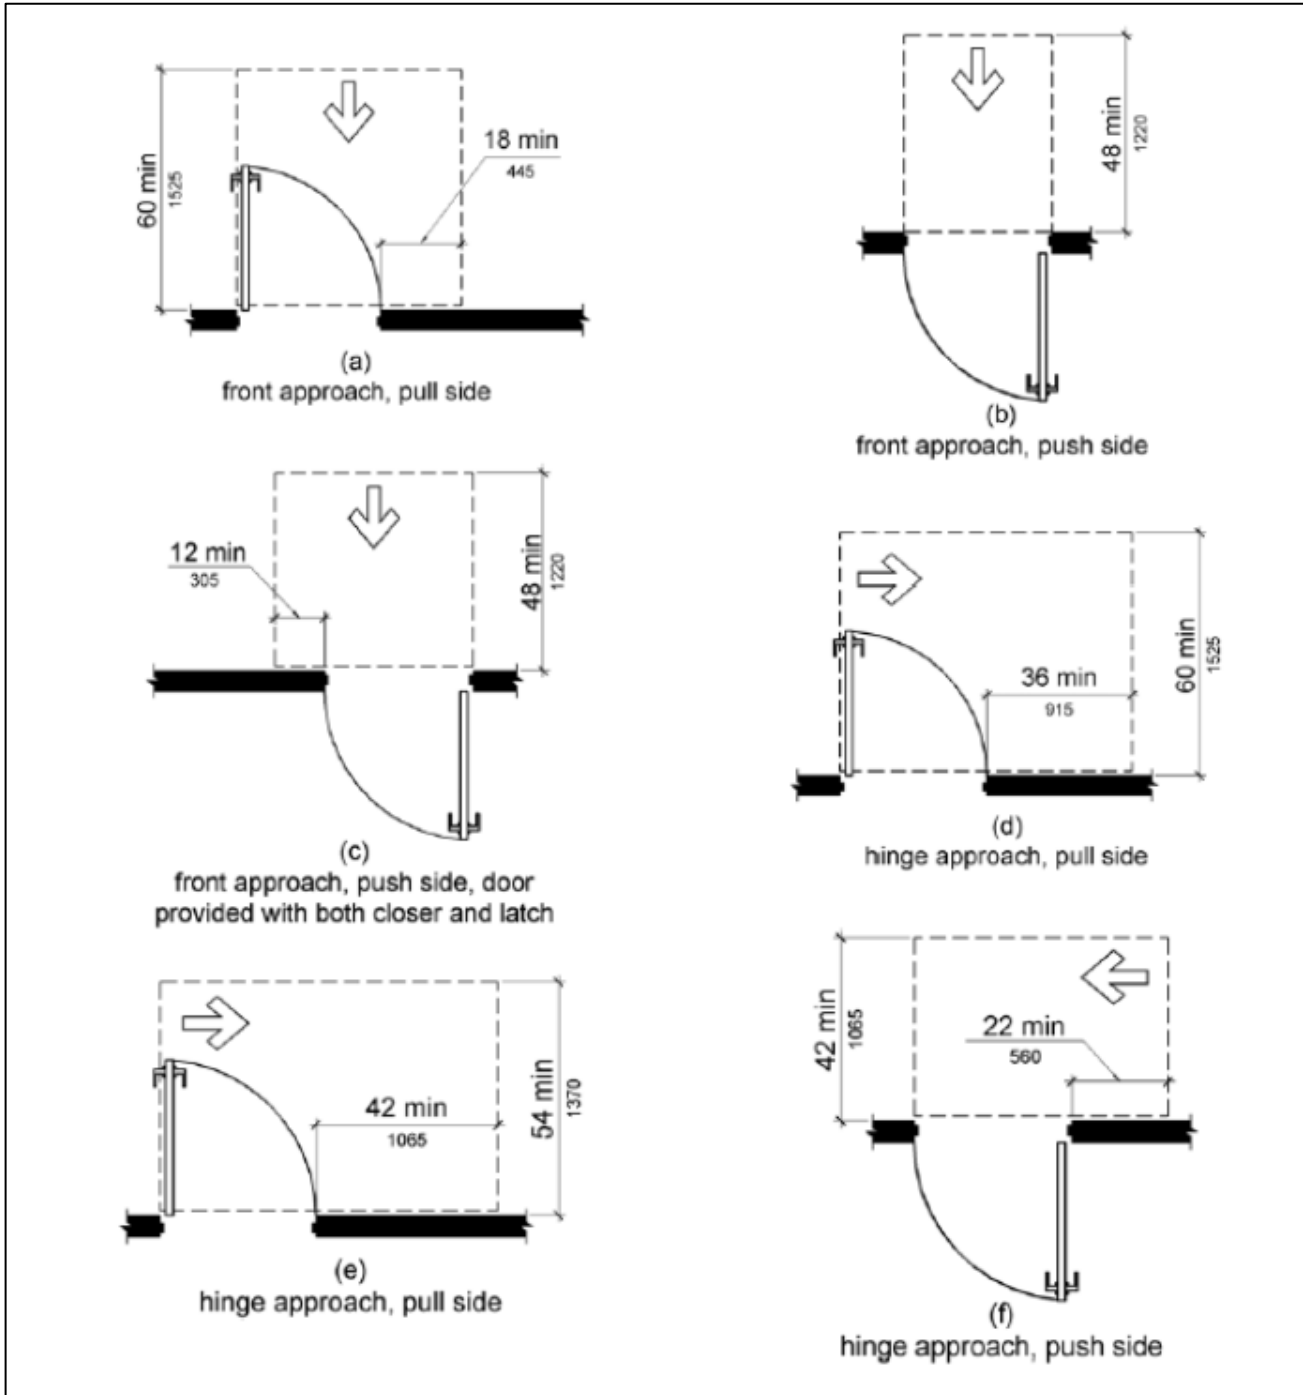 60 min
1525
18 min
445
(a)
front approach, pull side
48 min
1220
(b)
front approach, push side
12 min
305
48 min
1220
(c)
front approach, push side, door
provided with both closer and latch
36 min
915
60 min
1525
(d)
hinge approach, pull side
42 min
1065
54 min
1370
(e)
hinge approach, pull side
42 min
1065
22 min
560
(f)
hinge approach, push side